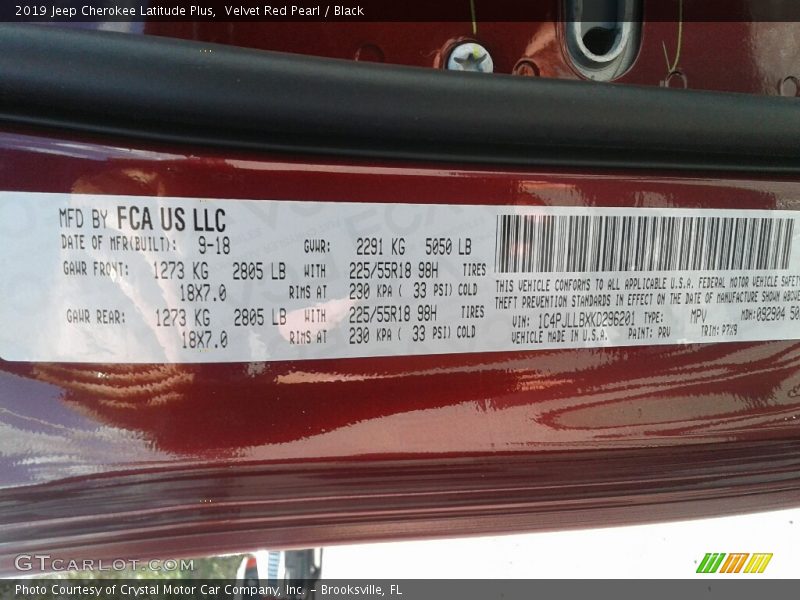 2019 Jeep Cherokee Latitude Plus,  Velvet Red Pearl / Black
MFD BY FCA US LLC
DATE OF MFR(BUILT): 9-18 GVWR: 2291 KG 5050 LB
GAWR FRONT: 1273 KG 2805 LB WITH 225/55R18 98H TIRES
18X7.0 RIMS AT 230 KPA ( 33 PSI) COLD
GAWR REAR: 1273 KG 2805 LB WITH 225/55R18 98H TIRES
18X7.0 RIMS AT 230 KPA ( 33 PSI) COLD
THIS VEHICLE CONFORMS TO ALL APPLICABLE U.S.A. FEDERAL MOTOR VEHICLE SAFETY
THEFT PREVENTION STANDARDS IN EFFECT ON THE DATE OF MANUFACTURE SHOWN ABOVE
VIN: 1C4PJLLBXKD296201 TYPE: MPV MDH: 092904 50
VEHICLE MADE IN U.S.A. PAINT: PRV TRIM: P7X9
GTCARLOT.COM
Photo Courtesy of Crystal Motor Car Company, Inc. – Brooksville, FL